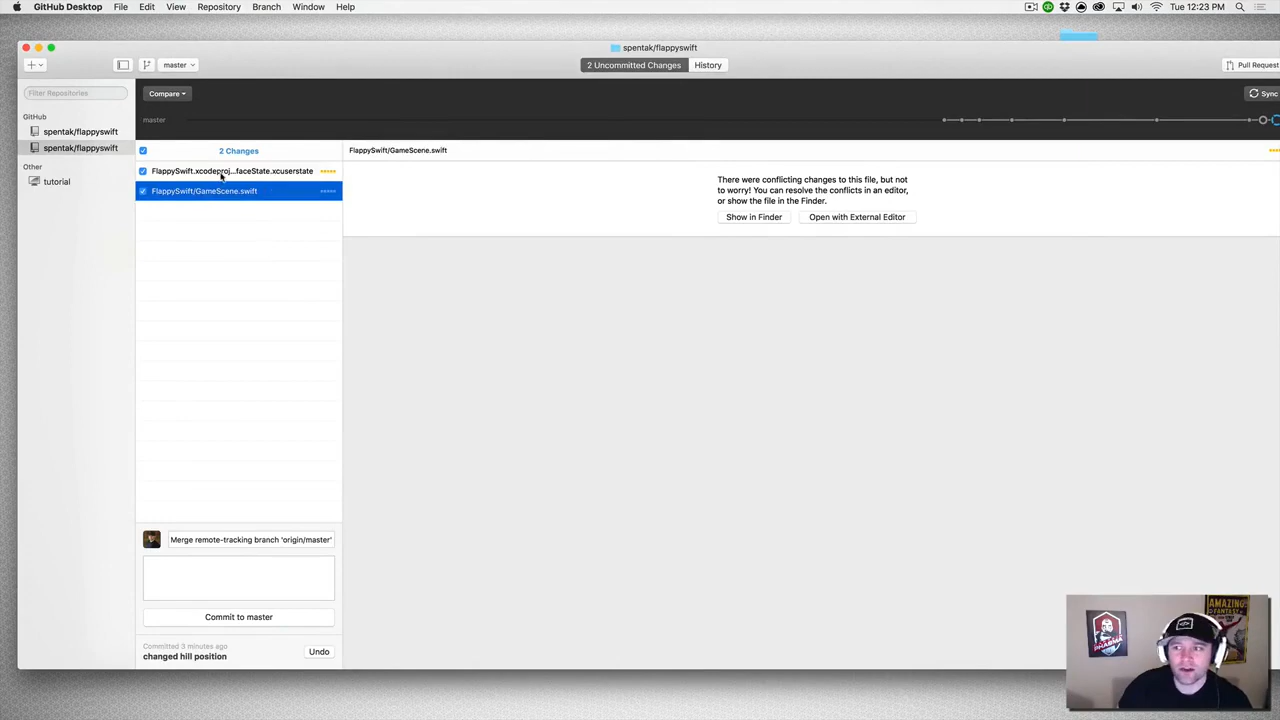 GitHub Desktop File Edit View Repository Branch Window Help Tue 12:23 PM
spentak/flappyswift
master 2 Uncommitted Changes History Pull Request
Filter Repositories
Compare
Sync
GitHub
master
spentak/flappyswift
spentak/flappyswift
Other
tutorial
2 Changes
FlappySwift.xcodeproj...faceState.xcuserstate
FlappySwift/GameScene.swift
FlappySwift/GameScene.swift
There were conflicting changes to this file, but not
to worry! You can resolve the conflicts in an editor,
or show the file in the Finder.
Show in Finder Open with External Editor
Merge remote-tracking branch 'origin/master'
Commit to master
Committed 3 minutes ago
changed hill position
Undo
AMAZING
FANTASY